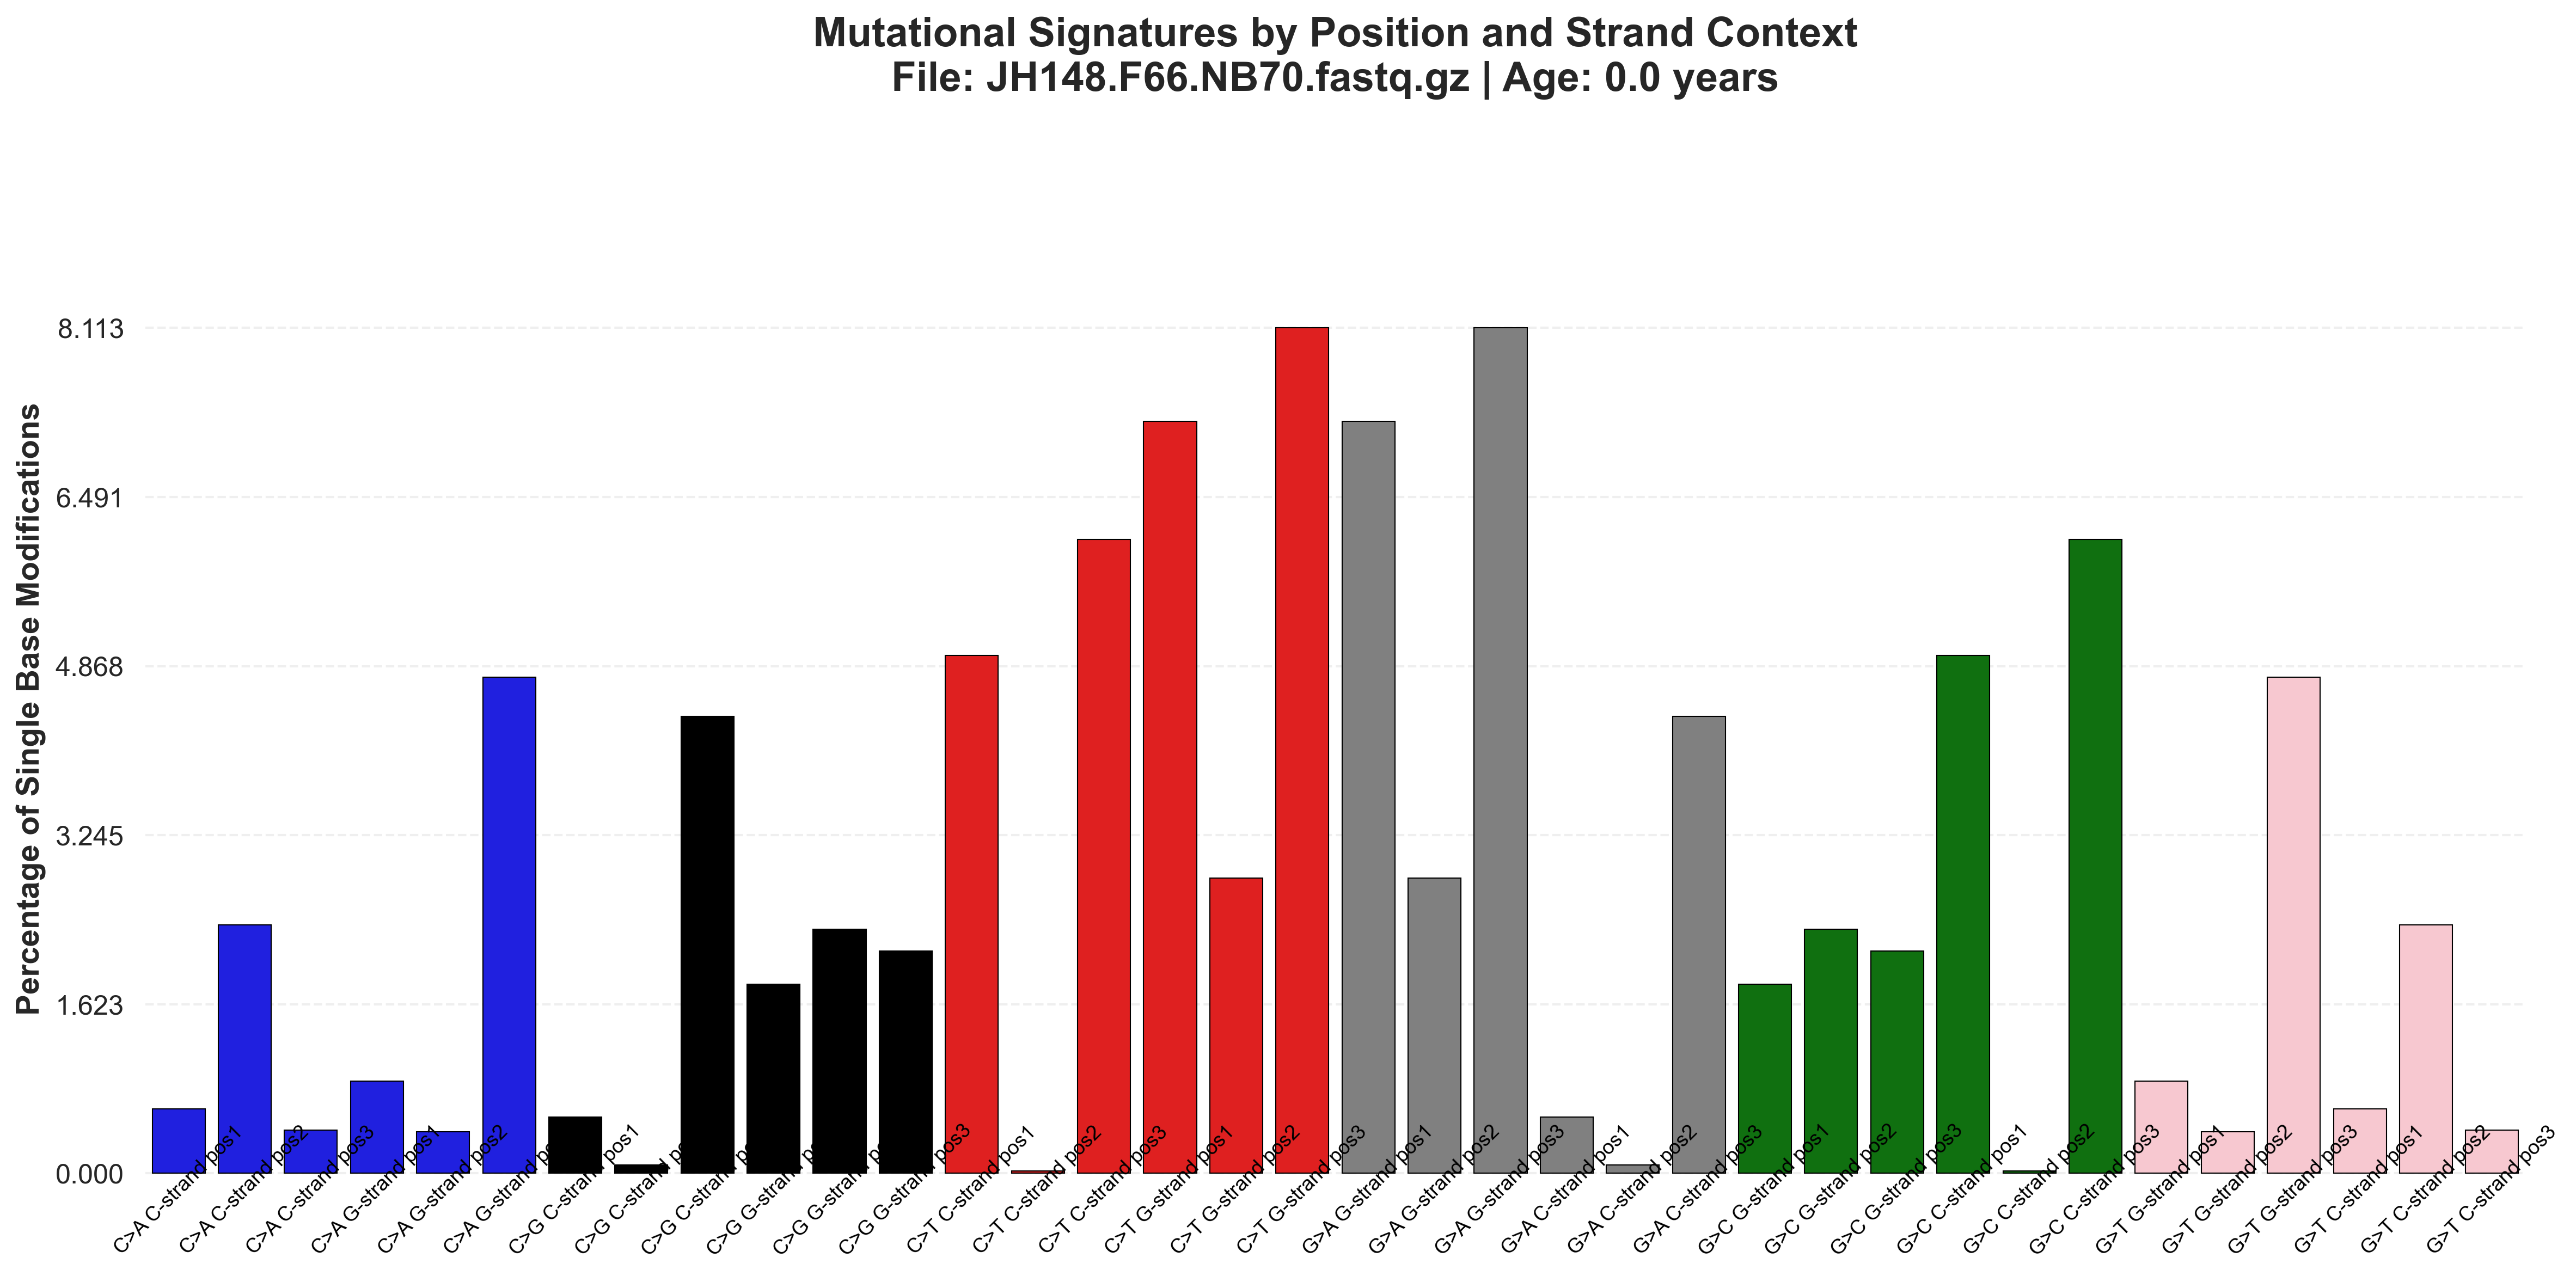 Mutational Signatures by Position and Strand Context
File: JH148.F66.NB70.fastq.gz | Age: 0.0 years
Percentage of Single Base Modifications
8.113
6.491
4.868
3.245
1.623
0.000
C>A C-strand pos1
C>A C-strand pos2
C>A C-strand pos3
C>A G-strand pos1
C>A G-strand pos2
C>A G-strand
C>G C-strand pos1
C>G C-strand
C>G C-strand
C>G G-strand
C>G G-strand
C>G G-strand pos3
C>T C-strand pos1
C>T C-strand pos2
C>T C-strand pos3
C>T G-strand pos1
C>T G-strand pos2
C>T G-strand pos3
G>A G-strand pos1
G>A G-strand pos2
G>A G-strand pos3
G>A C-strand pos1
G>A C-strand pos2
G>A C-strand pos3
G>C G-strand pos1
G>C G-strand pos2
G>C G-strand pos3
G>C C-strand pos1
G>C C-strand pos2
G>C C-strand pos3
G>T G-strand pos1
G>T G-strand pos2
G>T G-strand pos3
G>T C-strand pos1
G>T C-strand pos2
G>T C-strand pos3